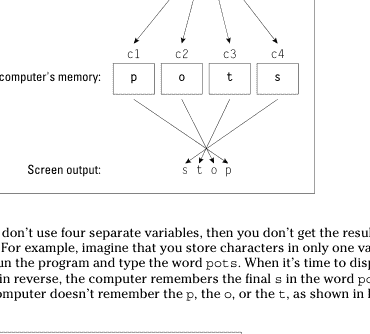 c1 c2 c3 c4
computer's memory: p o t s
Screen output: s t o p
don't use four separate variables, then you don't get the resu
For example, imagine that you store characters in only one va
un the program and type the word pots. When it's time to disp
in reverse, the computer remembers the final s in the word po
omputer doesn't remember the p, the o, or the t, as shown in